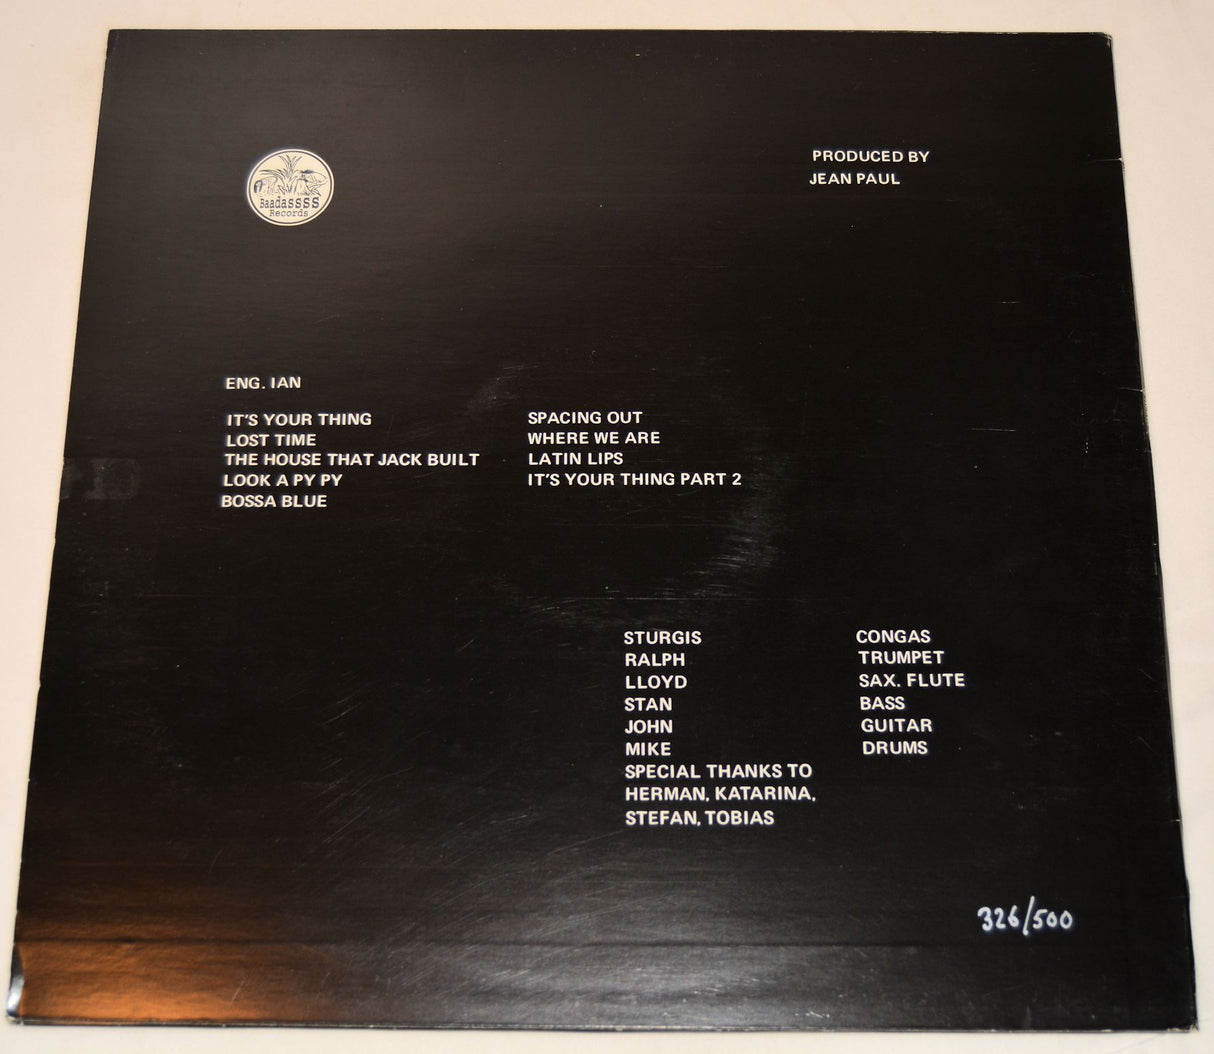 Baadassss
Records
PRODUCED BY
JEAN PAUL
ENG. IAN
IT'S YOUR THING
LOST TIME
THE HOUSE THAT JACK BUILT
LOOK A PY PY
BOSSA BLUE
SPACING OUT
WHERE WE ARE
LATIN LIPS
IT'S YOUR THING PART 2
STURGIS CONGAS
RALPH TRUMPET
LLOYD SAX. FLUTE
STAN BASS
JOHN GUITAR
MIKE DRUMS
SPECIAL THANKS TO
HERMAN, KATARINA,
STEFAN, TOBIAS
326/500